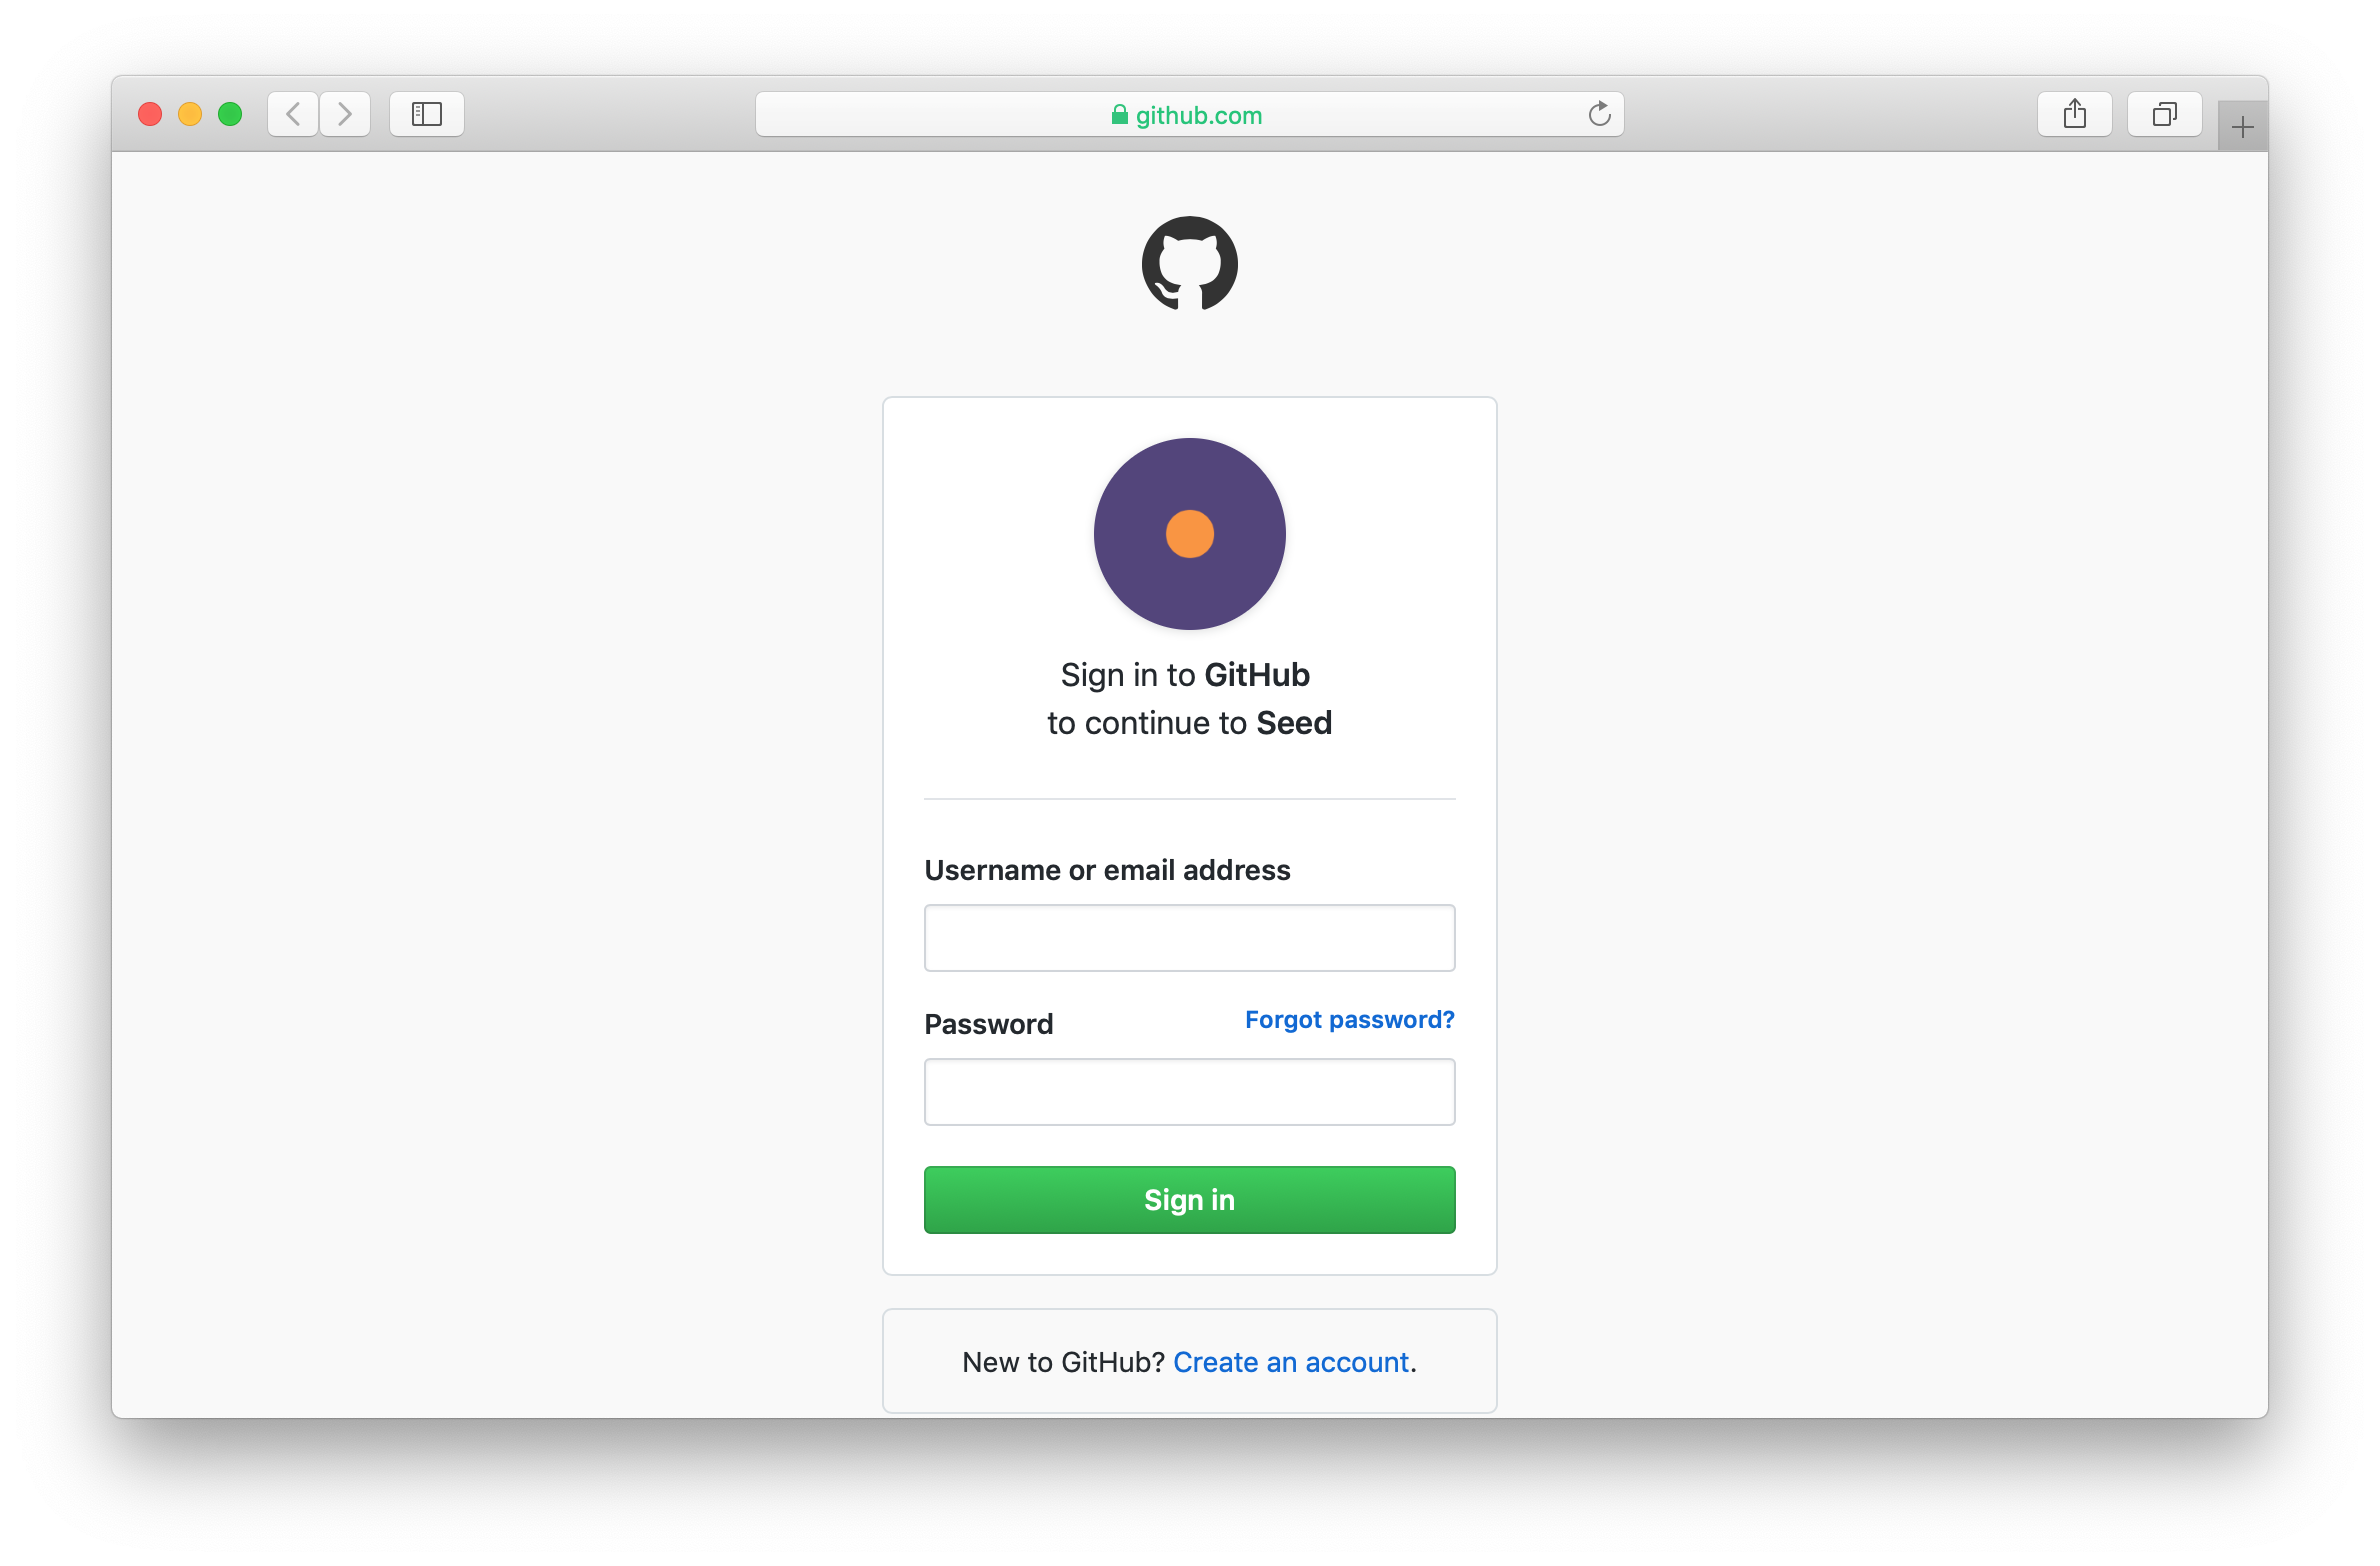 github.com
Sign in to GitHub
to continue to Seed
Username or email address
Password
Forgot password?
Sign in
New to GitHub? Create an account.